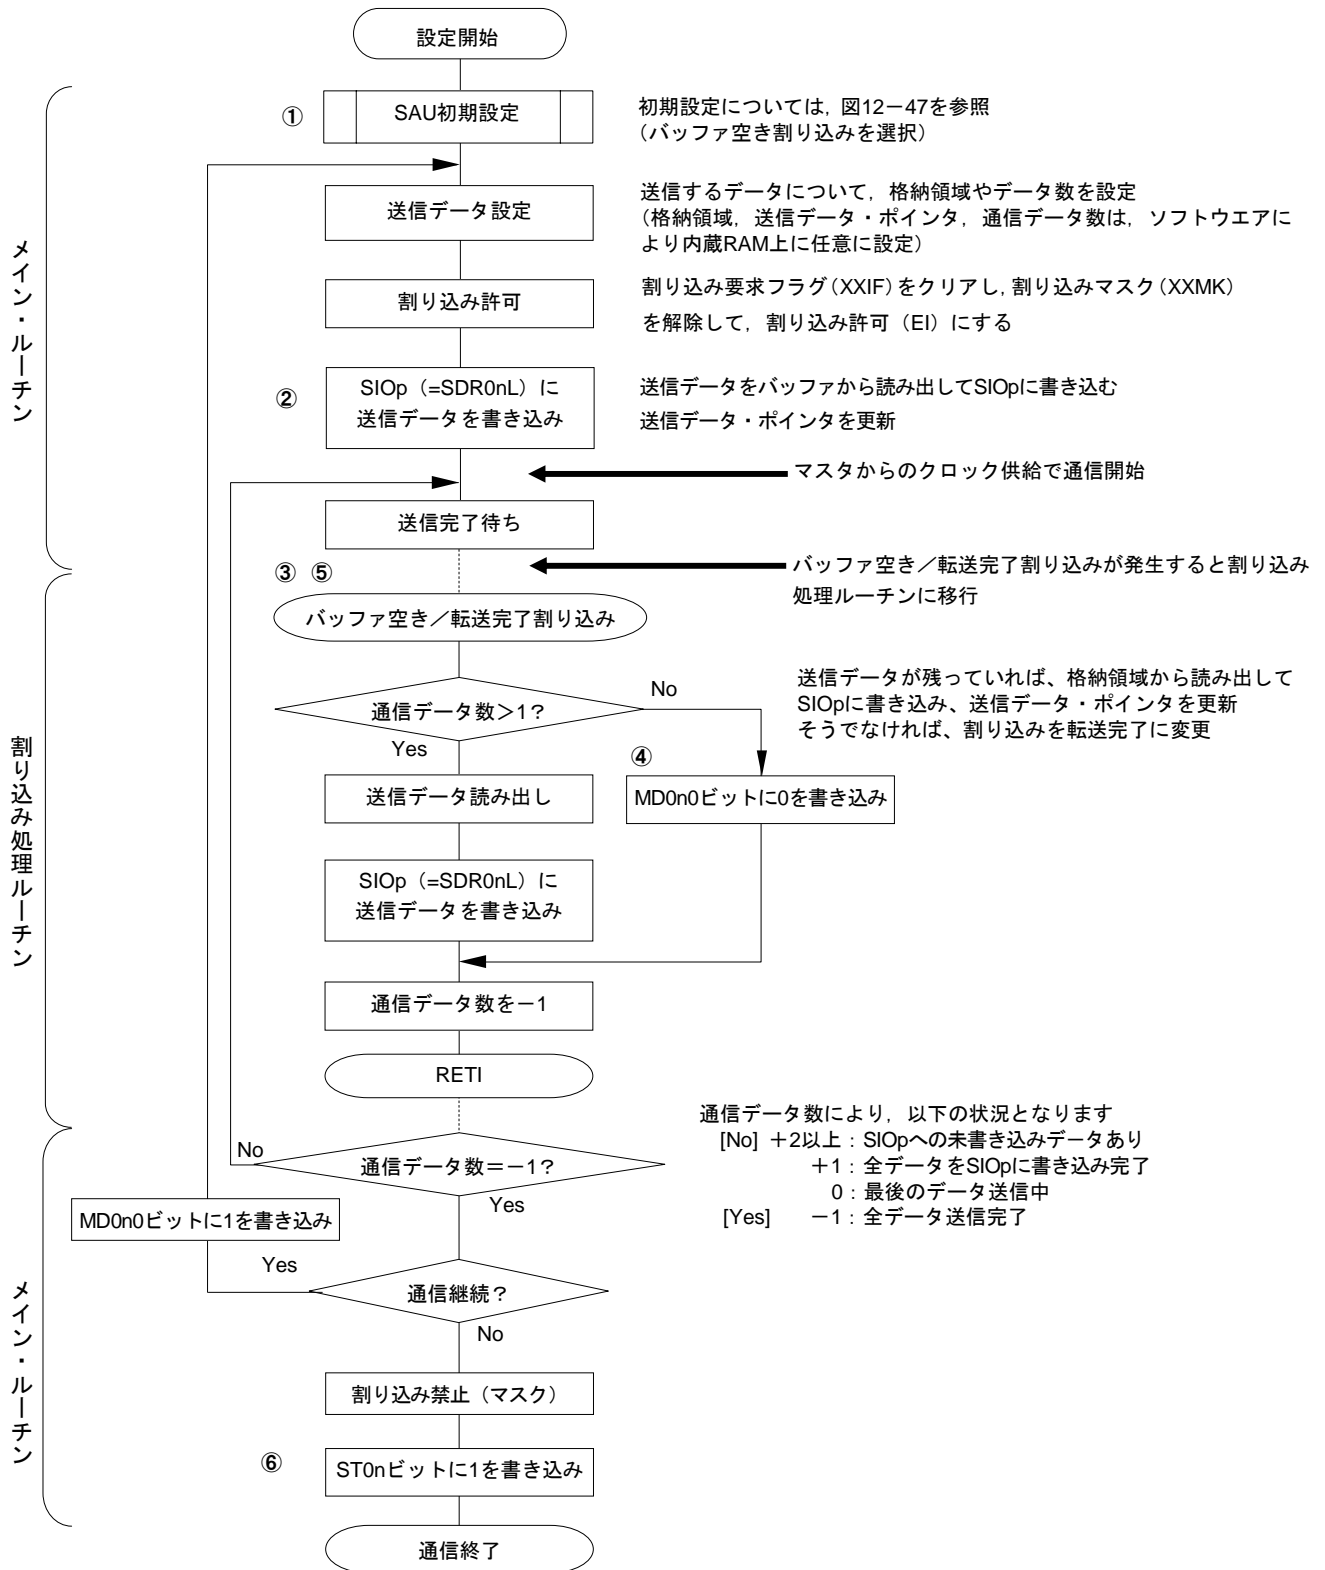 設定開始
①
SAU初期設定
初期設定については，図12－47を参照
（バッファ空き割り込みを選択）
送信データ設定
送信するデータについて，格納領域やデータ数を設定
（格納領域，送信データ・ポインタ，通信データ数は，ソフトウエアに
より内蔵RAM上に任意に設定）
メイン・ルーチン
割り込み許可
割り込み要求フラグ（XXIF）をクリアし，割り込みマスク（XXMK）
を解除して，割り込み許可（EI）にする
②
SIOp（=SDR0nL）に
送信データを書き込み
送信データをバッファから読み出してSIOpに書き込む
送信データ・ポインタを更新
マスタからのクロック供給で通信開始
送信完了待ち
③ ⑤
バッファ空き／転送完了割り込みが発生すると割り込み
処理ルーチンに移行
バッファ空き／転送完了割り込み
通信データ数＞1？
No
Yes
送信データが残っていれば、格納領域から読み出して
SIOpに書き込み、送信データ・ポインタを更新
そうでなければ、割り込みを転送完了に変更
割り込み処理ルーチン
④
送信データ読み出し
MD0n0ビットに0を書き込み
SIOp（=SDR0nL）に
送信データを書き込み
通信データ数を－1
RETI
通信データ数により，以下の状況となります
[No] ＋2以上：SIOpへの未書き込みデータあり
＋1：全データをSIOpに書き込み完了
0：最後のデータ送信中
[Yes] －1：全データ送信完了
No
通信データ数＝－1？
Yes
MD0n0ビットに1を書き込み
Yes
通信継続？
No
メイン・ルーチン
割り込み禁止（マスク）
⑥
ST0nビットに1を書き込み
通信終了